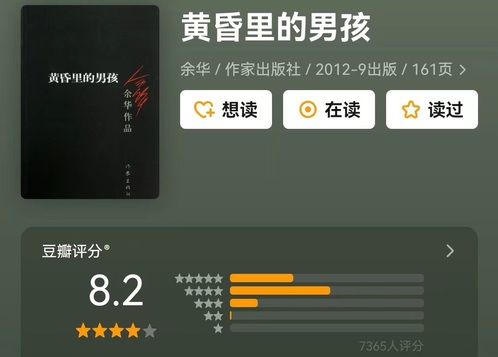 黄昏里的男孩
余华作品
作家出版社
黄昏里的男孩
余华 / 作家出版社 / 2012-9出版 / 161页
想读
在读
读过
豆瓣评分®
8.2
7365人评分